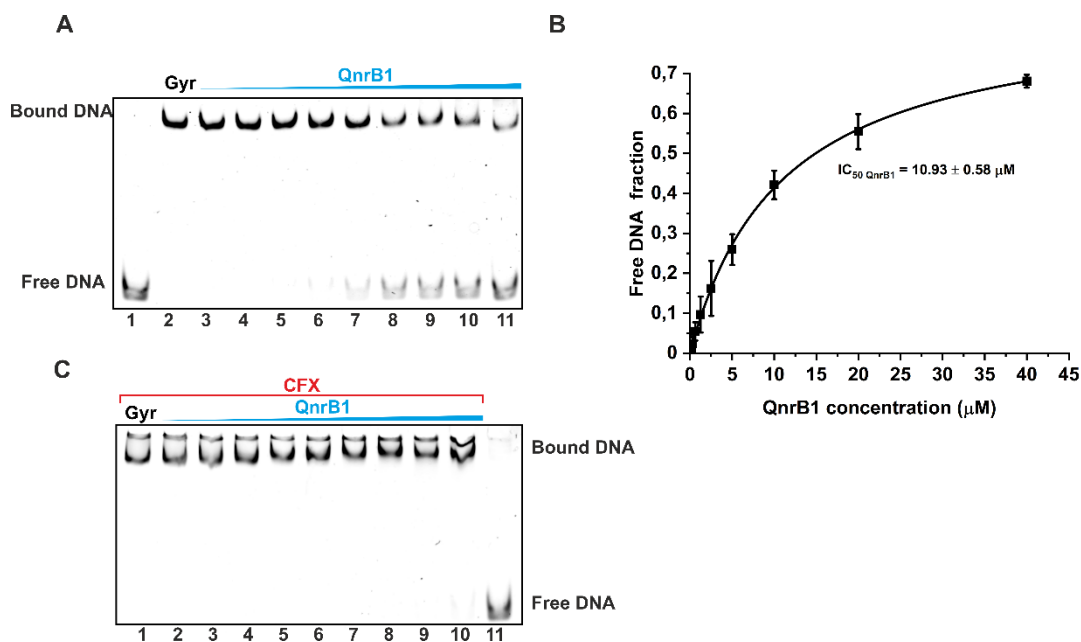 A
Gyr QnrB1
Bound DNA
Free DNA
1 2 3 4 5 6 7 8 9 10 11
B
0,7
0,6
0,5
0,4
0,3
0,2
0,1
0
Free DNA fraction
IC50 QnrB1 = 10.93 ± 0.58 µM
0 5 10 15 20 25 30 35 40 45
QnrB1 concentration (µM)
C
CFX
Gyr QnrB1
Bound DNA
Free DNA
1 2 3 4 5 6 7 8 9 10 11